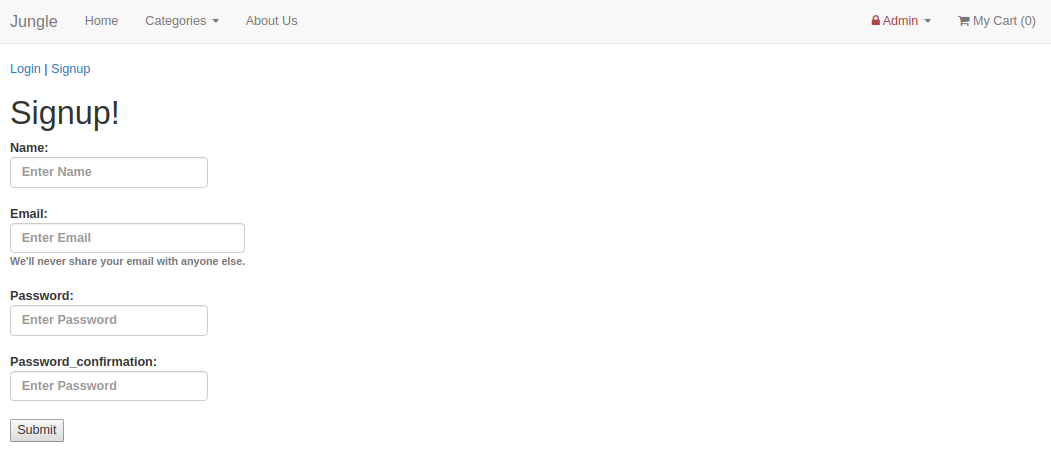 Jungle Home Categories About Us Admin My Cart (0)
Login | Signup
Signup!
Name:
Enter Name
Email:
Enter Email
We'll never share your email with anyone else.
Password:
Enter Password
Password_confirmation:
Enter Password
Submit